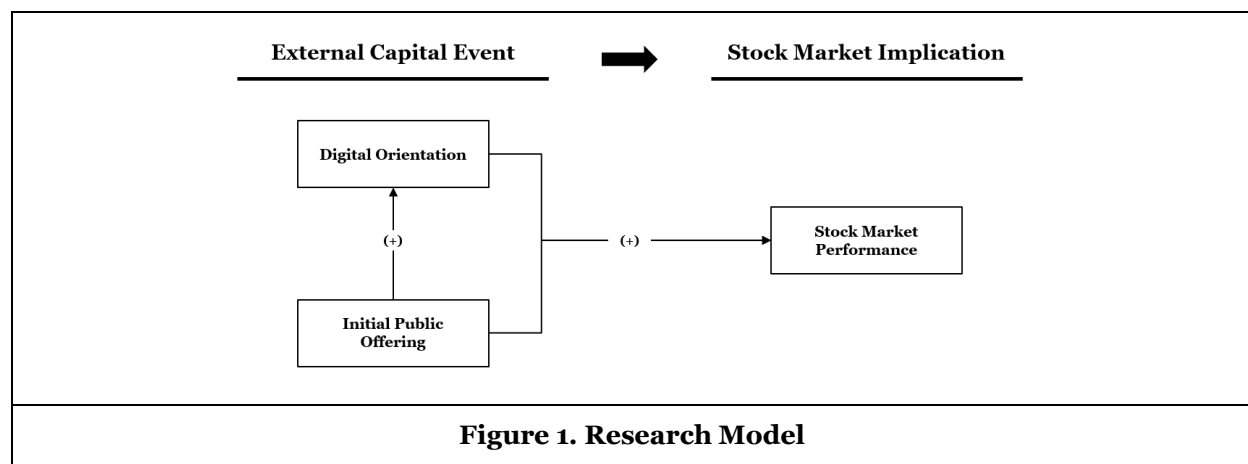 External Capital Event
Stock Market Implication
Digital Orientation
(+)
(+)
Stock Market
Performance
Initial Public
Offering
Figure 1. Research Model